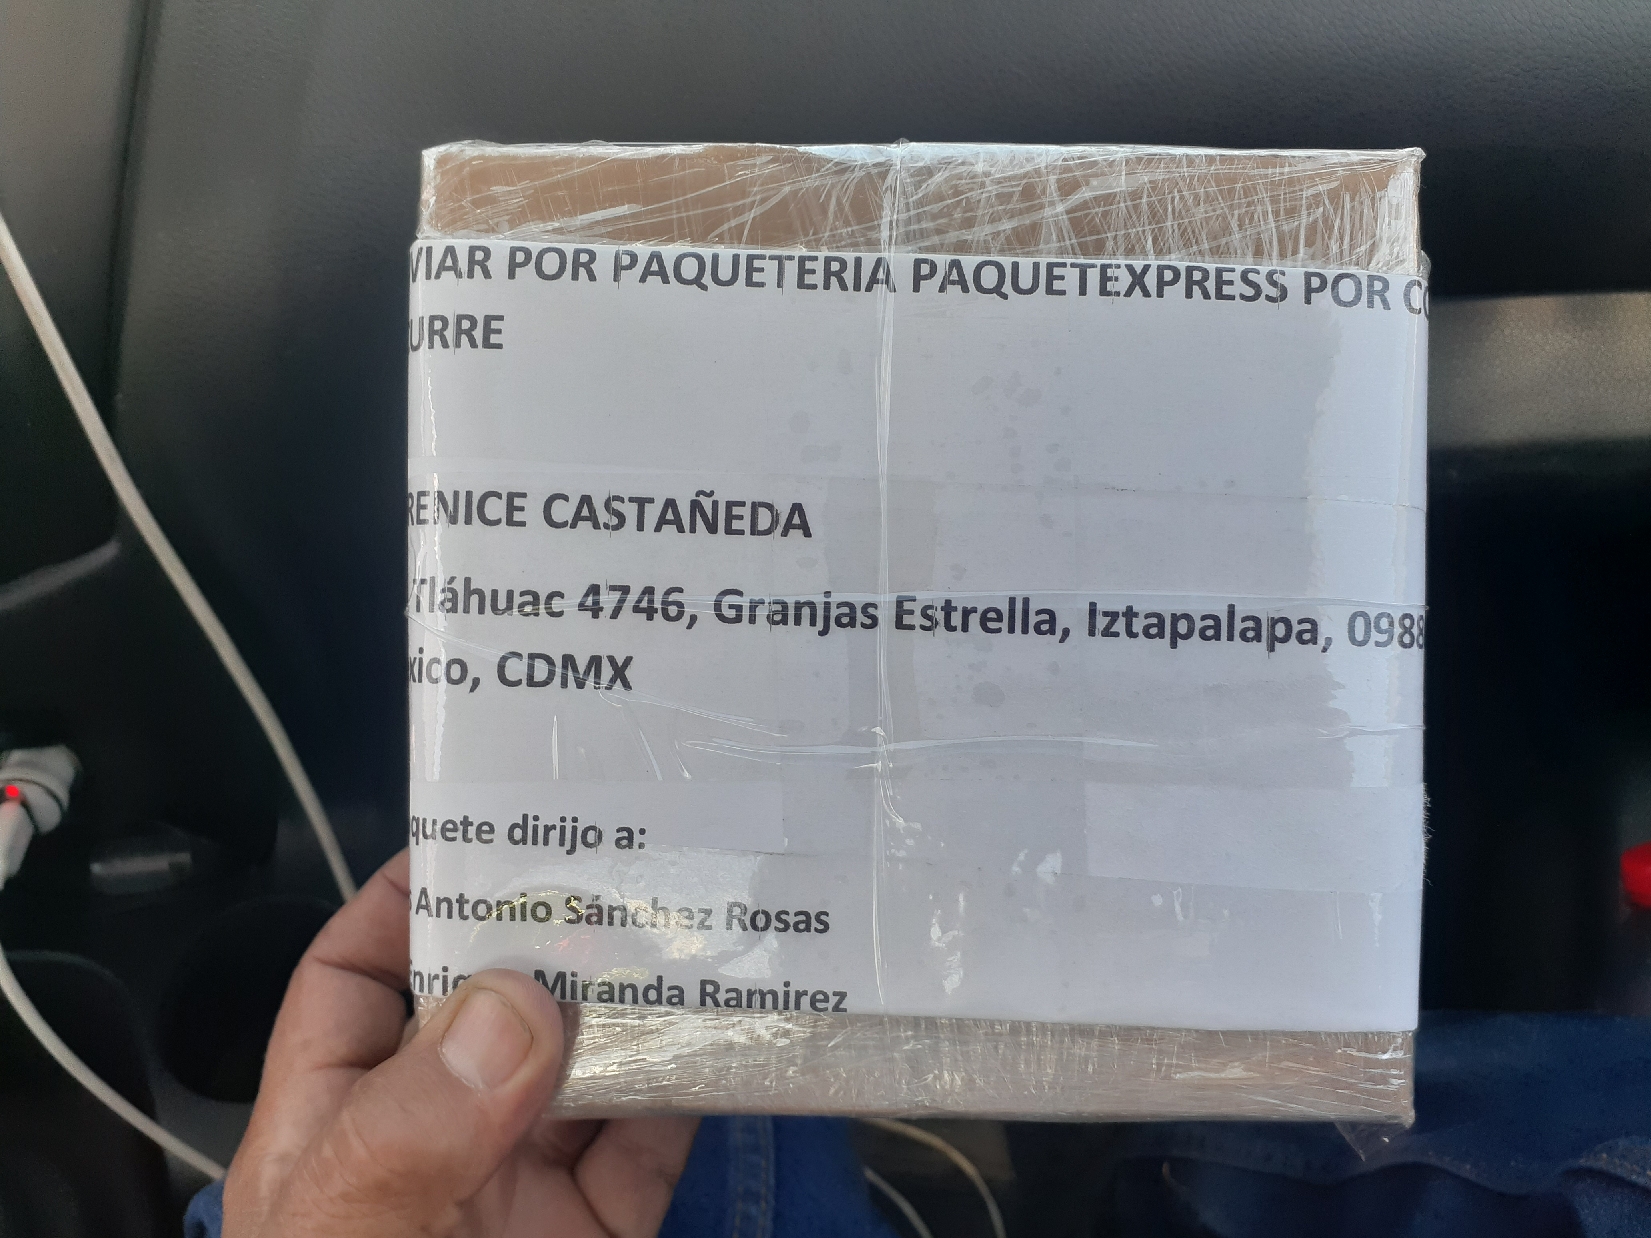 VIAR POR PAQUETERIA PAQUETEXPRESS POR CO
URRE
RENICE CASTAÑEDA
Tláhuac 4746, Granjas Estrella, Iztapalapa, 0988
xico, CDMX
quete dirijo a:
Antonio Sánchez Rosas
Miranda Ramirez